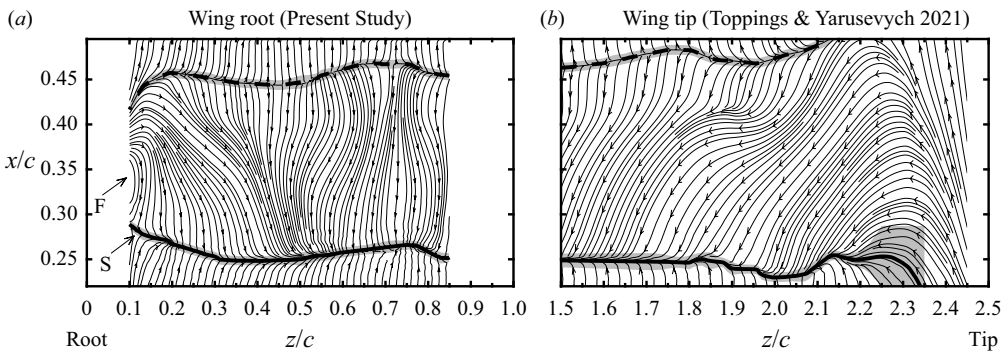 (a) Wing root (Present Study)
(b) Wing tip (Toppings & Yarusevych 2021)
0.45
0.40
x/c
0.35
0.30
0.25
F
S
0 0.1 0.2 0.3 0.4 0.5 0.6 0.7 0.8 0.9 1.0
1.5 1.6 1.7 1.8 1.9 2.0 2.1 2.2 2.3 2.4 2.5
Root z/c
z/c Tip